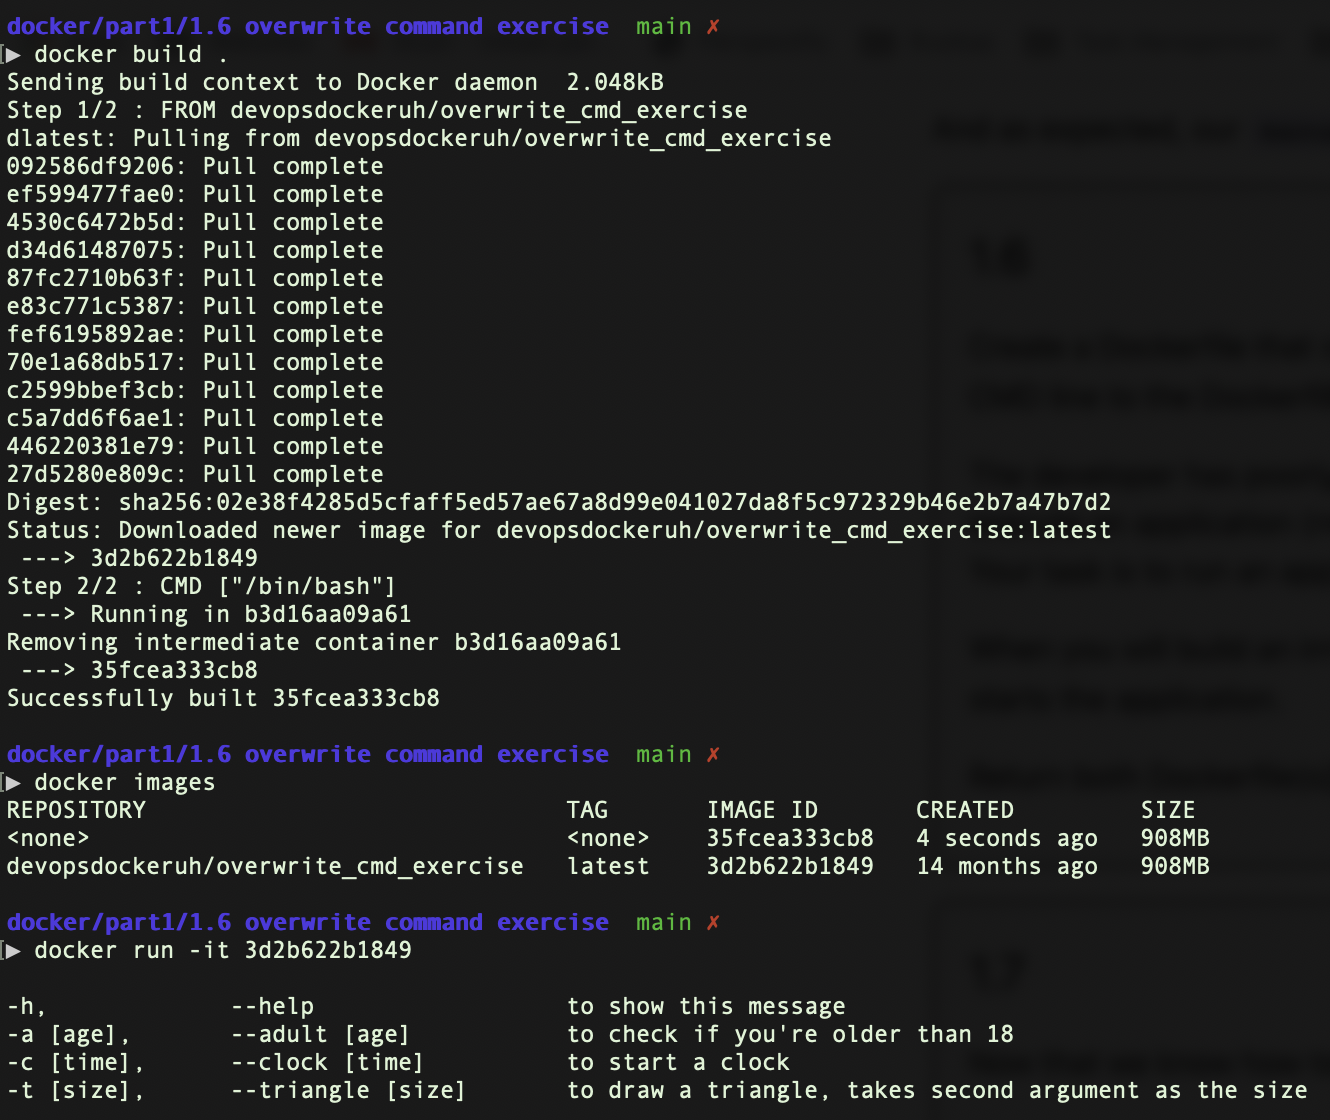 docker/part1/1.6 overwrite command exercise main ✗
▶ docker build .
Sending build context to Docker daemon 2.048kB
Step 1/2 : FROM devopsdockeruh/overwrite_cmd_exercise
dlatest: Pulling from devopsdockeruh/overwrite_cmd_exercise
092586df9206: Pull complete
ef599477fae0: Pull complete
4530c6472b5d: Pull complete
d34d61487075: Pull complete
87fc2710b63f: Pull complete
e83c771c5387: Pull complete
fef6195892ae: Pull complete
70e1a68db517: Pull complete
c2599bbef3cb: Pull complete
c5a7dd6f6ae1: Pull complete
446220381e79: Pull complete
27d5280e809c: Pull complete
Digest: sha256:02e38f4285d5cfaff5ed57ae67a8d99e041027da8f5c972329b46e2b7a47b7d2
Status: Downloaded newer image for devopsdockeruh/overwrite_cmd_exercise:latest
---> 3d2b622b1849
Step 2/2 : CMD ["/bin/bash"]
---> Running in b3d16aa09a61
Removing intermediate container b3d16aa09a61
---> 35fcea333cb8
Successfully built 35fcea333cb8
docker/part1/1.6 overwrite command exercise main ✗
▶ docker images
REPOSITORY TAG IMAGE ID CREATED SIZE
<none> <none> 35fcea333cb8 4 seconds ago 908MB
devopsdockeruh/overwrite_cmd_exercise latest 3d2b622b1849 14 months ago 908MB
docker/part1/1.6 overwrite command exercise main ✗
▶ docker run -it 3d2b622b1849
-h, --help to show this message
-a [age], --adult [age] to check if you're older than 18
-c [time], --clock [time] to start a clock
-t [size], --triangle [size] to draw a triangle, takes second argument as the size